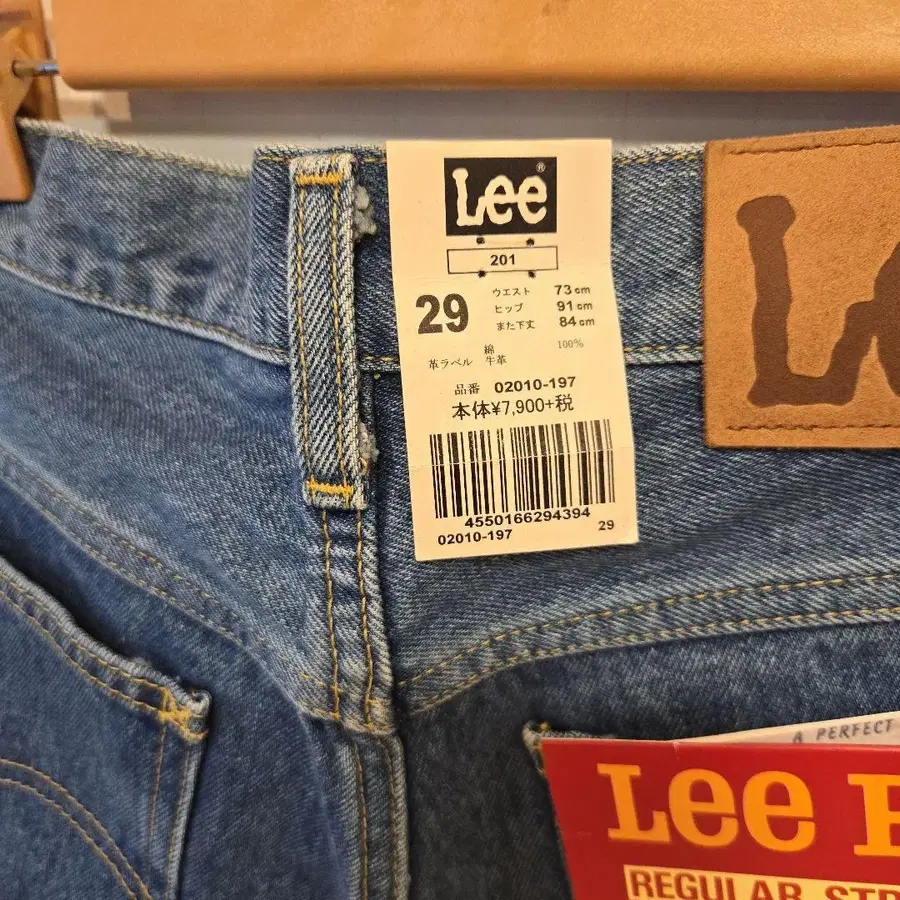 Lee®
201
29
ウエスト 73cm
ヒップ 91cm
また下丈 84cm
綿 100%
革ラベル 牛革
品番 02010-197
本体¥7,900+税
4550166294394
02010-197 29
A PERFECT
Lee
REGULAR